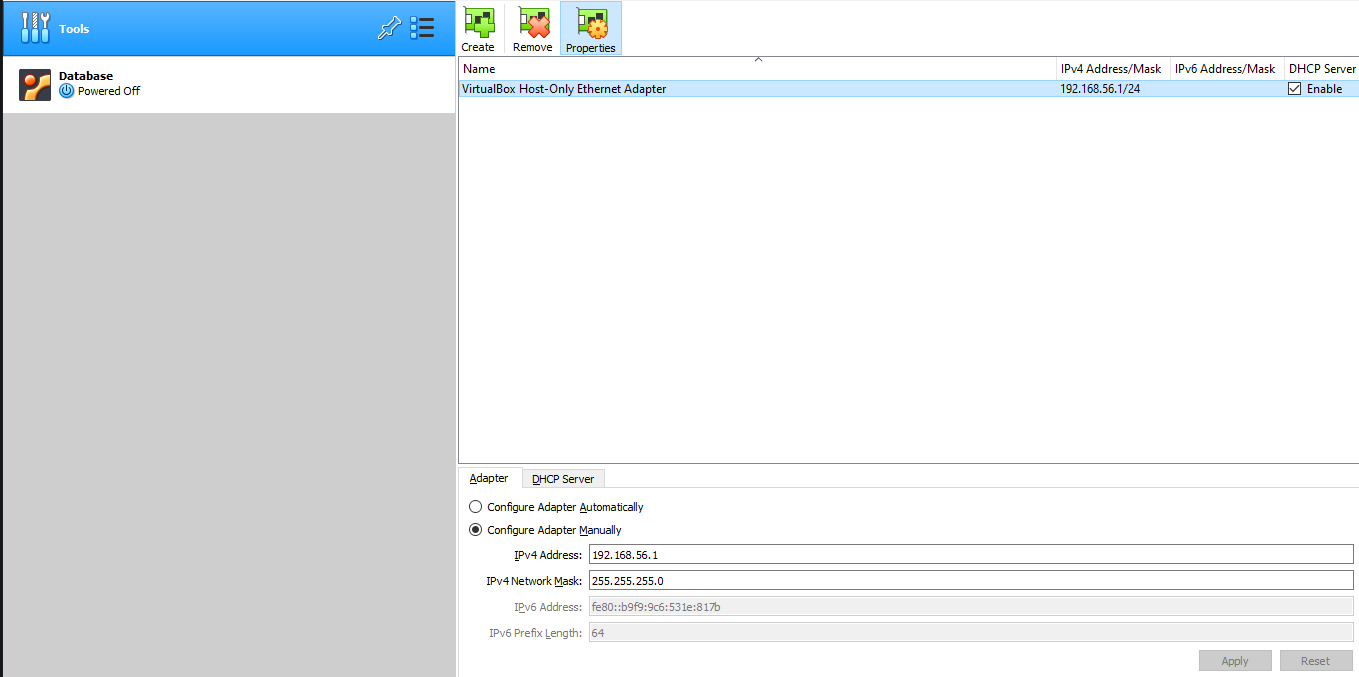 Tools
Database
Powered Off
Create Remove Properties
Name IPv4 Address/Mask IPv6 Address/Mask DHCP Server
VirtualBox Host-Only Ethernet Adapter 192.168.56.1/24 Enable
Adapter DHCP Server
Configure Adapter Automatically
Configure Adapter Manually
IPv4 Address: 192.168.56.1
IPv4 Network Mask: 255.255.255.0
IPv6 Address: fe80::b9f9:9c6:531e:817b
IPv6 Prefix Length: 64
Apply Reset